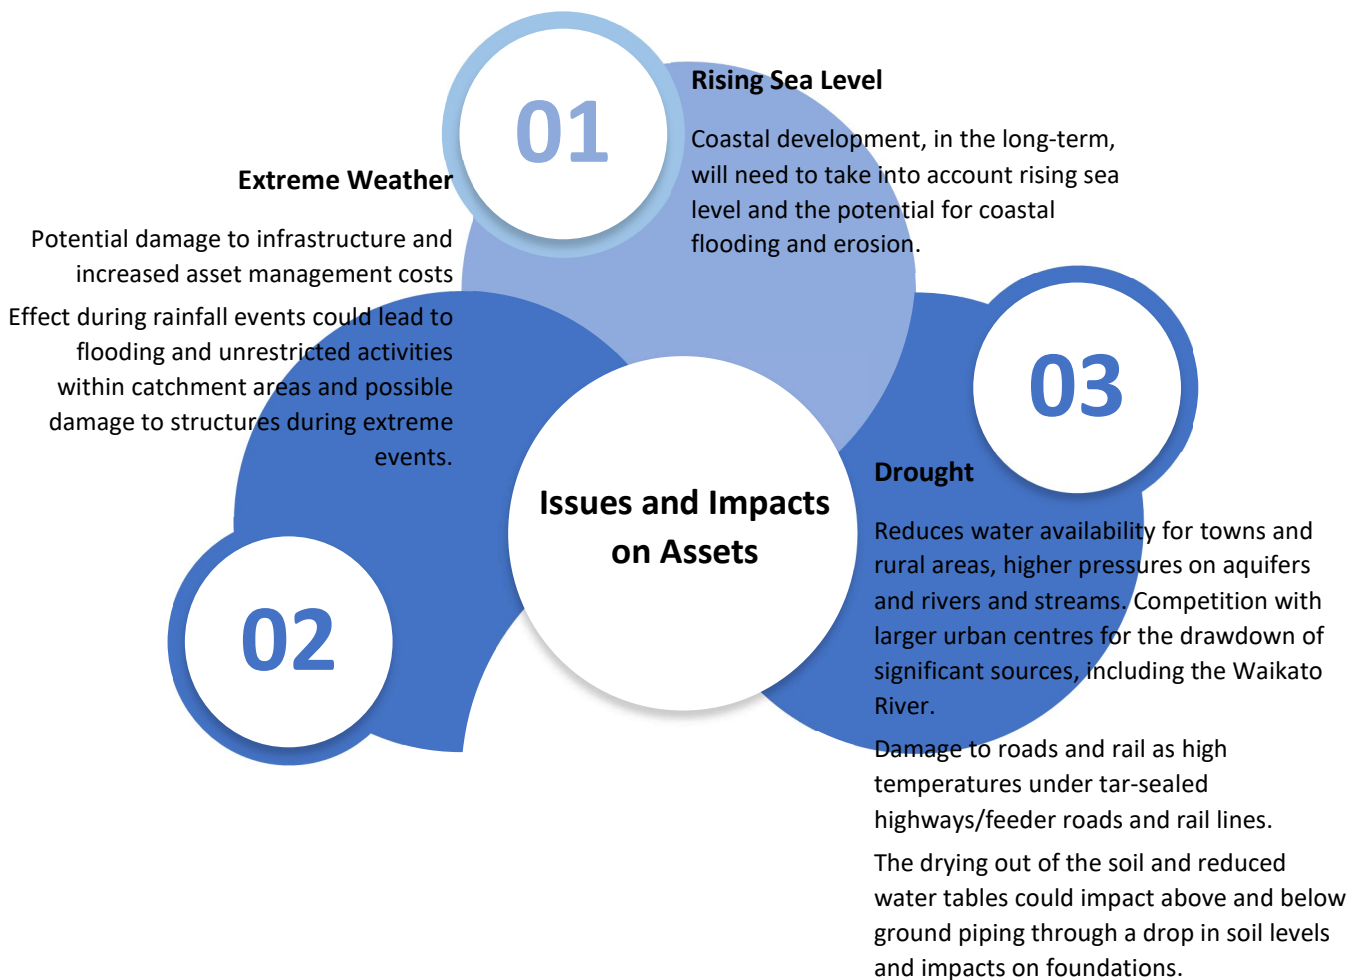 01
Rising Sea Level
Coastal development, in the long-term,
will need to take into account rising sea
level and the potential for coastal
flooding and erosion.
Extreme Weather
Potential damage to infrastructure and
increased asset management costs
Effect during rainfall events could lead to
flooding and unrestricted activities
within catchment areas and possible
damage to structures during extreme
events.
02
Issues and Impacts
on Assets
03
Drought
Reduces water availability for towns and
rural areas, higher pressures on aquifers
and rivers and streams. Competition with
larger urban centres for the drawdown of
significant sources, including the Waikato
River.
Damage to roads and rail as high
temperatures under tar-sealed
highways/feeder roads and rail lines.
The drying out of the soil and reduced
water tables could impact above and below
ground piping through a drop in soil levels
and impacts on foundations.